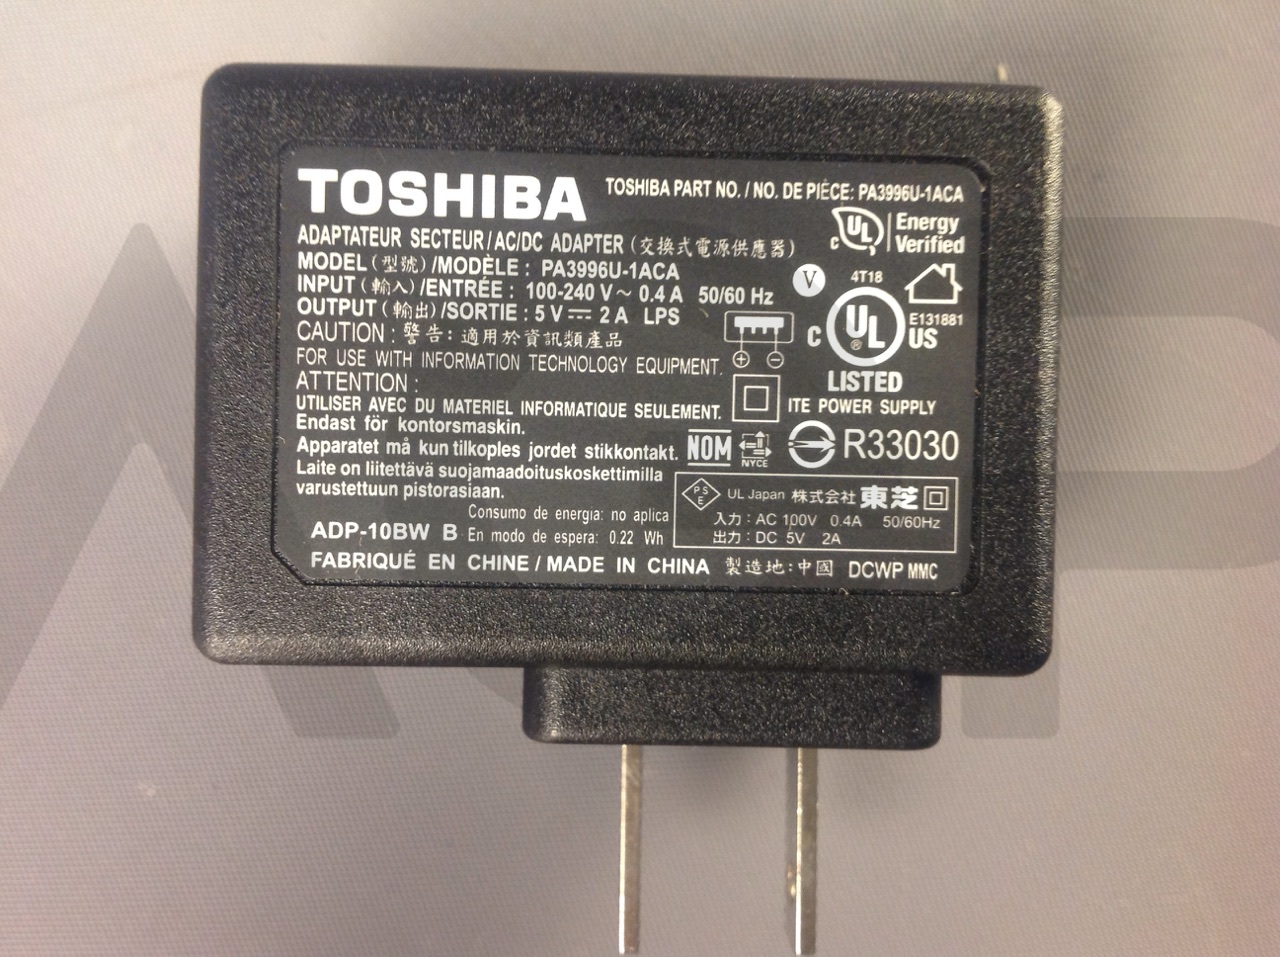 TOSHIBA
TOSHIBA PART NO. / NO. DE PIÈCE: PA3996U-1ACA
ADAPTATEUR SECTEUR/AC/DC ADAPTER (交換式電源供應器)
MODEL (型號) /MODÈLE : PA3996U-1ACA
INPUT (輸入) /ENTRÉE : 100-240 V ~ 0.4 A 50/60 Hz
OUTPUT (輸出) /SORTIE : 5 V ⎓ 2 A LPS
CAUTION : 警告: 適用於資訊類產品
FOR USE WITH INFORMATION TECHNOLOGY EQUIPMENT.
ATTENTION :
UTILISER AVEC DU MATERIEL INFORMATIQUE SEULEMENT.
Endast för kontorsmaskin.
Apparatet må kun tilkoples jordet stikkontakt.
Laite on liitettävä suojamaadoituskoskettimilla
varustettuun pistorasiaan.
Consumo de energia: no aplica
ADP-10BW B En modo de espera: 0.22 Wh
FABRIQUÉ EN CHINE / MADE IN CHINA 製造地:中國 DCWP MMC
c UL Energy
Verified
V
4T18
C UL ® US
E131881
LISTED
ITE POWER SUPPLY
NOM
NYCE
R33030
PS
E
UL Japan 株式会社 東芝
入力 : AC 100V 0.4A 50/60Hz
出力 : DC 5V 2A